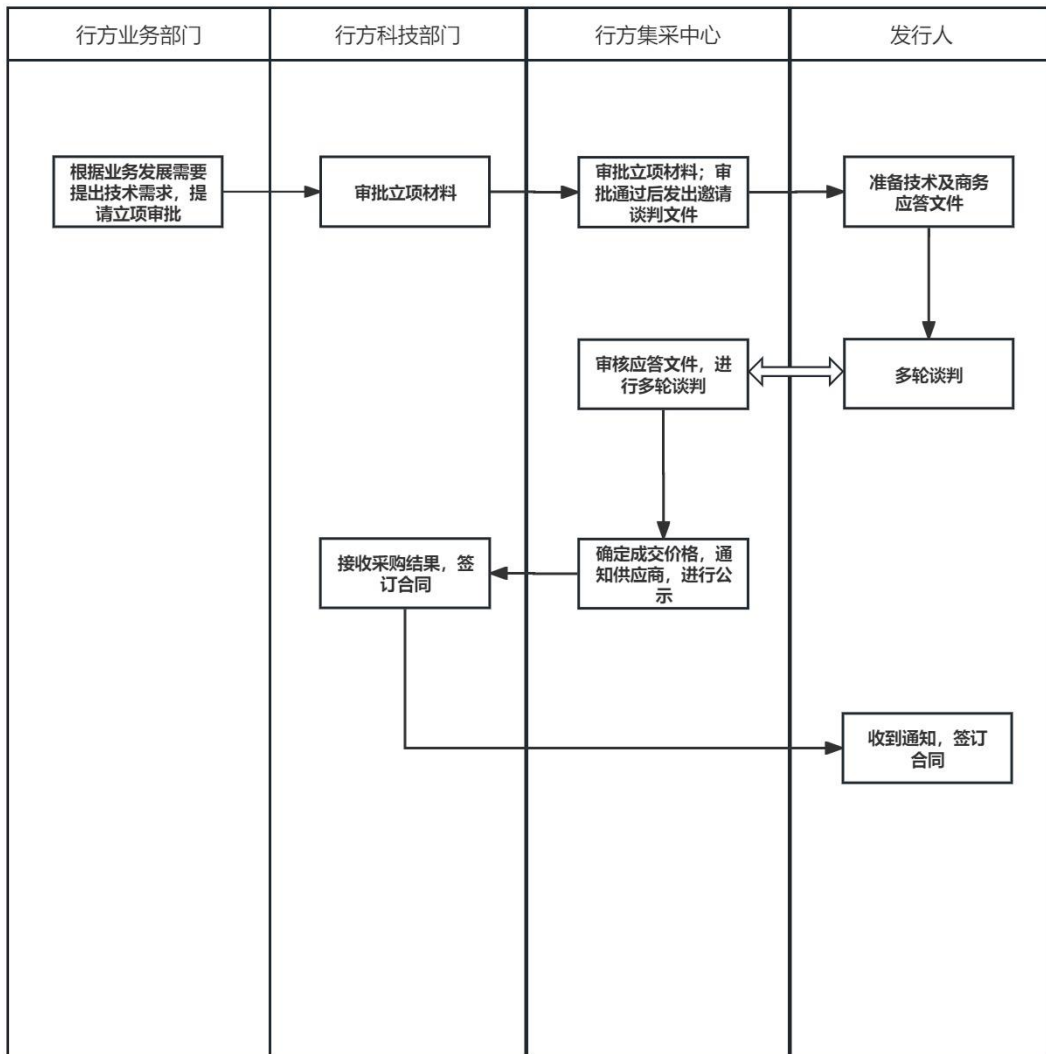 行方业务部门
行方科技部门
行方集采中心
发行人
根据业务发展需要
提出技术需求，提
请立项审批
审批立项材料
审批立项材料；审
批通过后发出邀请
谈判文件
准备技术及商务
应答文件
审核应答文件，进
行多轮谈判
多轮谈判
接收采购结果，签
订合同
确定成交价格，通
知供应商，进行公
示
收到通知，签订
合同